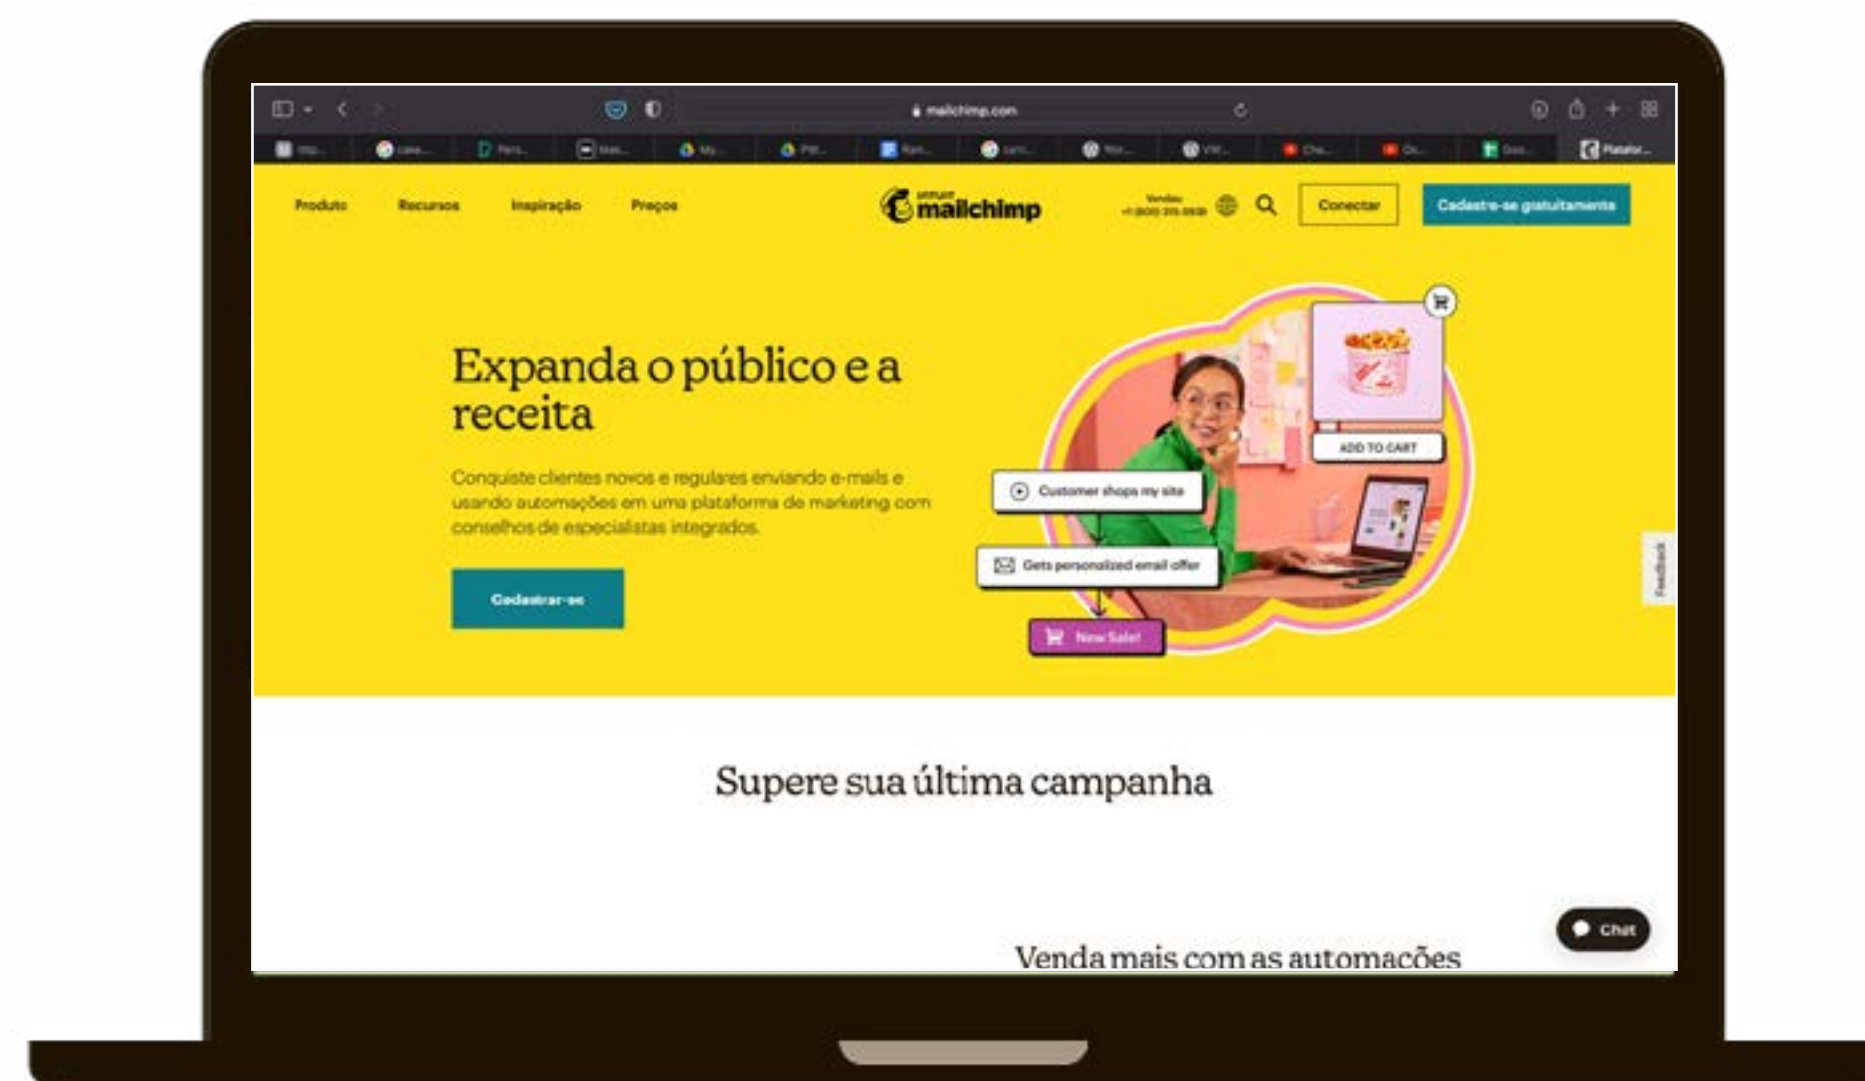 mailchimp.com
Produto
Recursos
Inspiração
Preços
INTUIT
mailchimp
Vendas
Conectar
Cadastre-se gratuitamente
Expanda o público e a
receita
Conquiste clientes novos e regulares enviando e-mails e
usando automações em uma plataforma de marketing com
conselhos de especialistas integrados.
Cadastrar-se
ADD TO CART
Customer shops my site
Gets personalized email offer
New Sale!
Feedback
Supere sua última campanha
Venda mais com as automações
Chat